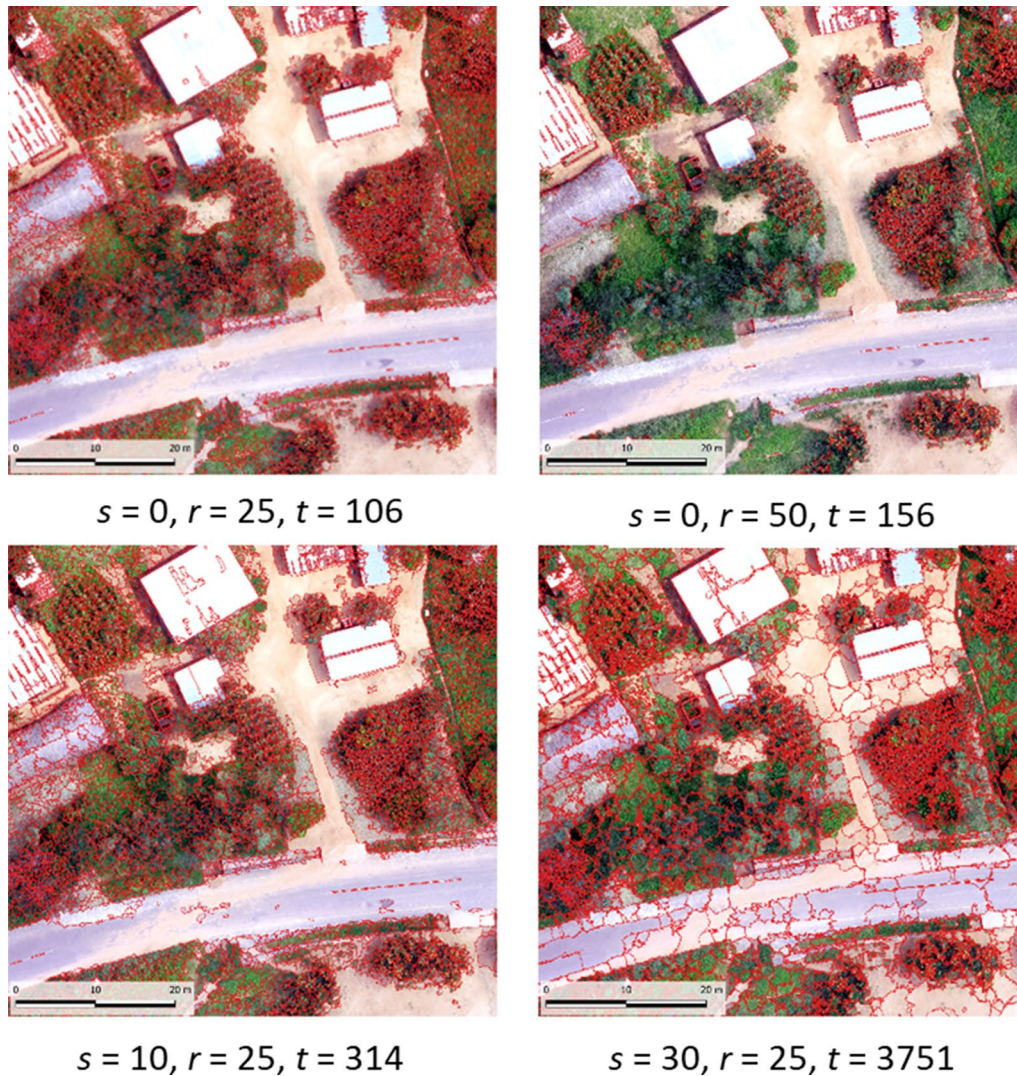 0 10 20 m
0 10 20 m
s = 0, r = 25, t = 106
s = 0, r = 50, t = 156
0 10 20 m
0 10 20 m
s = 10, r = 25, t = 314
s = 30, r = 25, t = 3751